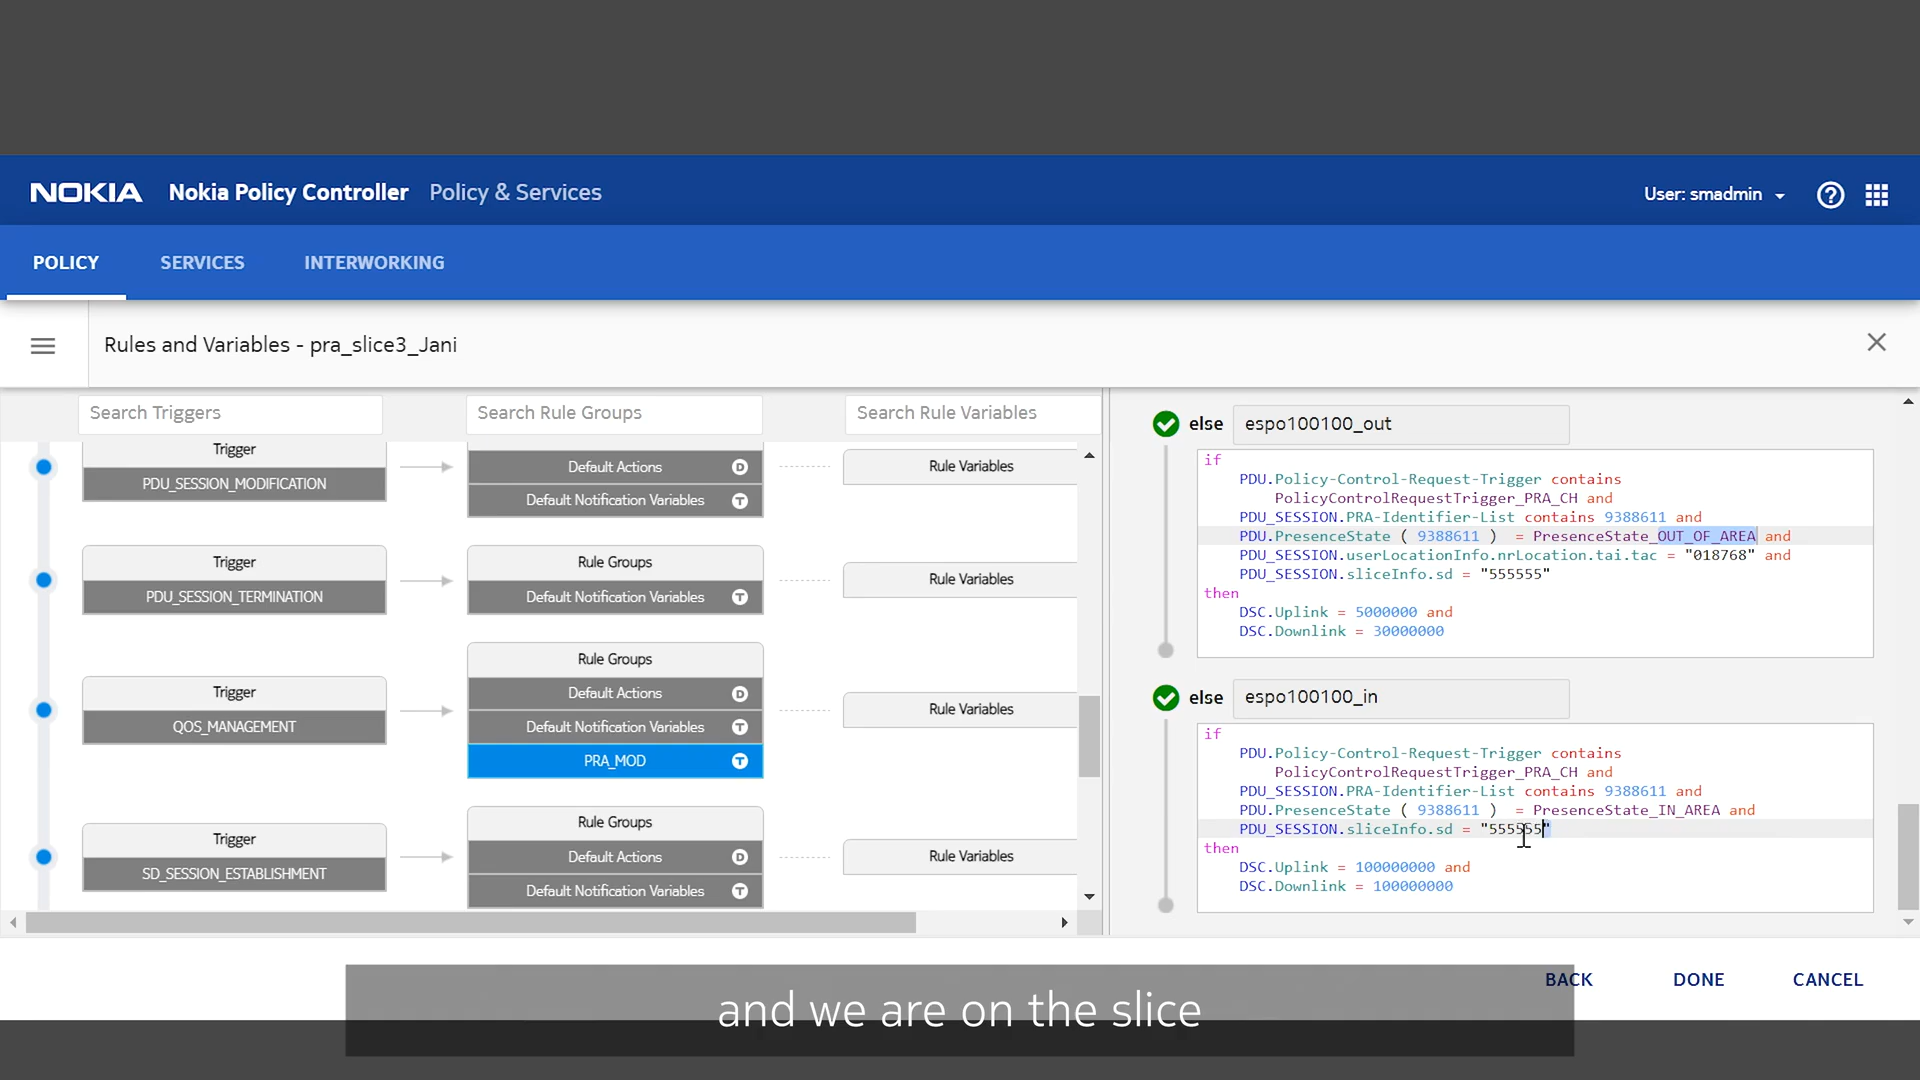 NOKIA Nokia Policy Controller Policy & Services User: smadmin
POLICY SERVICES INTERWORKING
Rules and Variables - pra_slice3_Jani
Search Triggers Search Rule Groups Search Rule Variables
Trigger
PDU_SESSION_MODIFICATION
Default Actions D
Default Notification Variables T
Rule Variables
Trigger
PDU_SESSION_TERMINATION
Rule Groups
Default Notification Variables T
Rule Variables
Trigger
QOS_MANAGEMENT
Rule Groups
Default Actions D
Default Notification Variables T
PRA_MOD T
Rule Variables
Trigger
SD_SESSION_ESTABLISHMENT
Rule Groups
Default Actions D
Default Notification Variables T
Rule Variables
else espo100100_out
if
PDU.Policy-Control-Request-Trigger contains
PolicyControlRequestTrigger_PRA_CH and
PDU_SESSION.PRA-Identifier-List contains 9388611 and
PDU.PresenceState ( 9388611 ) = PresenceState_OUT_OF_AREA and
PDU_SESSION.userLocationInfo.nrLocation.tai.tac = "018768" and
PDU_SESSION.sliceInfo.sd = "555555"
then
DSC.Uplink = 5000000 and
DSC.Downlink = 30000000
else espo100100_in
if
PDU.Policy-Control-Request-Trigger contains
PolicyControlRequestTrigger_PRA_CH and
PDU_SESSION.PRA-Identifier-List contains 9388611 and
PDU.PresenceState ( 9388611 ) = PresenceState_IN_AREA and
PDU_SESSION.sliceInfo.sd = "555555"
then
DSC.Uplink = 100000000 and
DSC.Downlink = 100000000
BACK DONE CANCEL
and we are on the slice